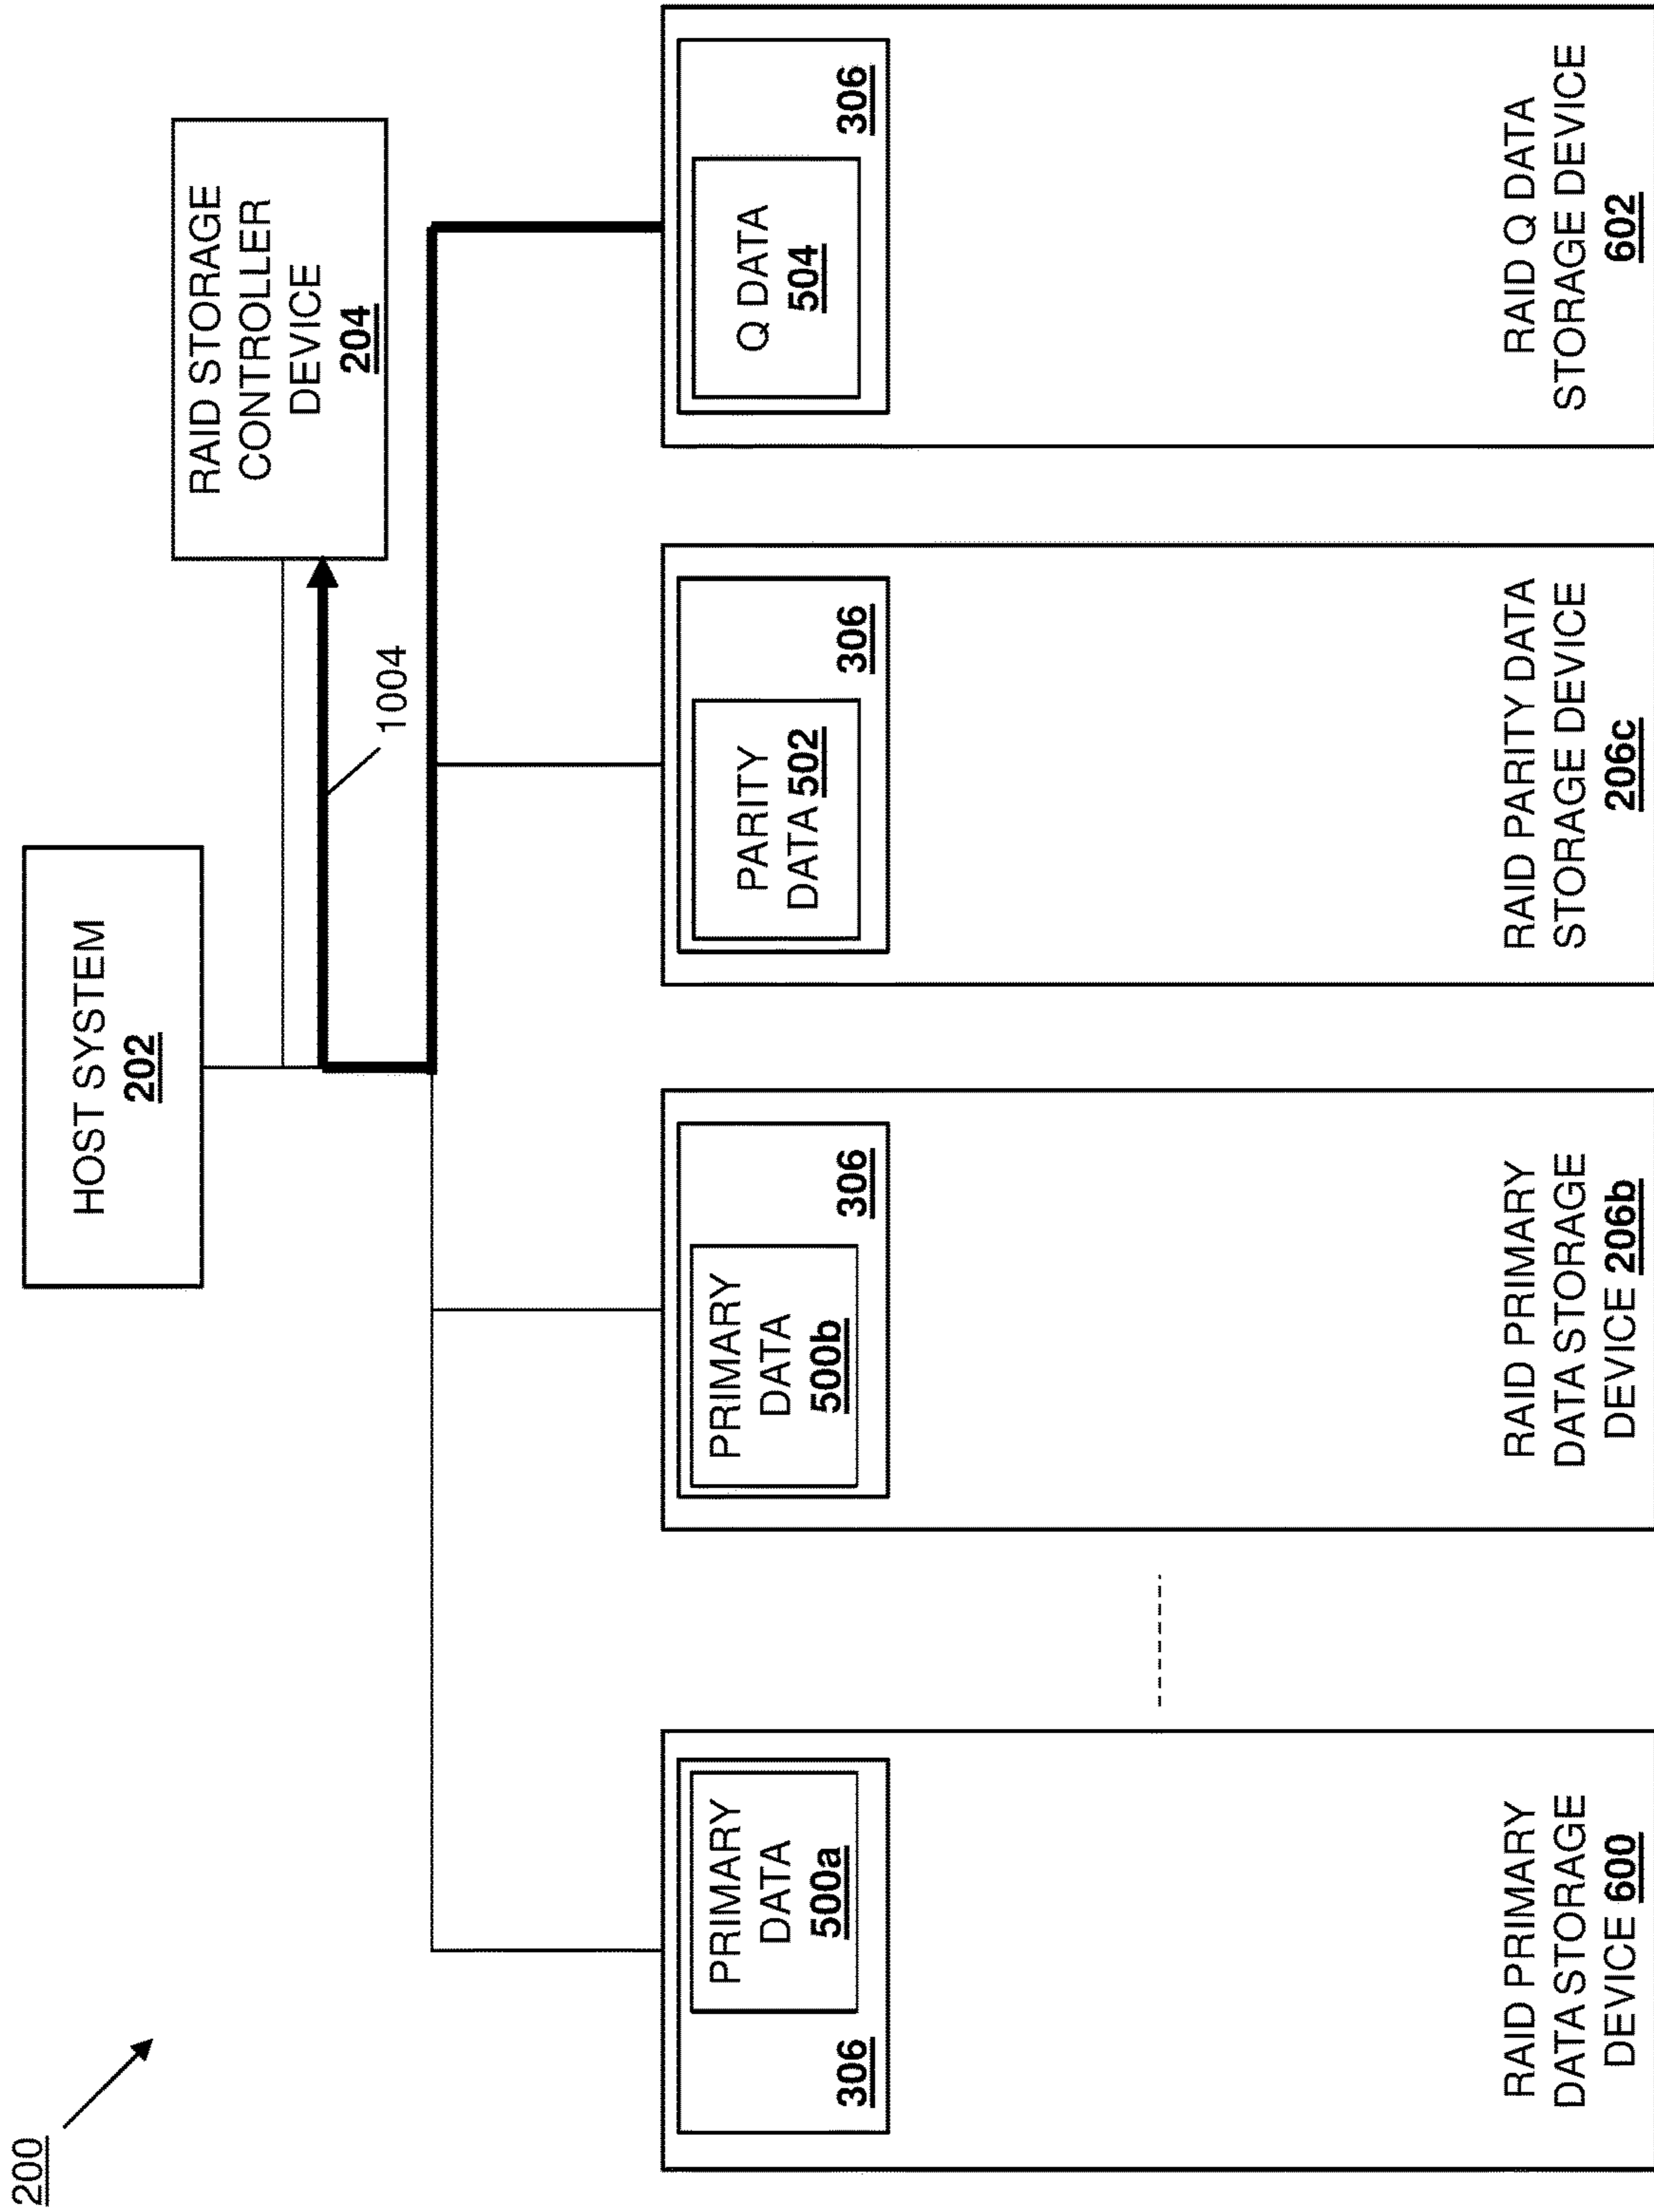 200
HOST SYSTEM
202
RAID STORAGE
CONTROLLER
DEVICE
204
1004
306
PRIMARY
DATA
500a
RAID PRIMARY
DATA STORAGE
DEVICE 600
PRIMARY
DATA
500b
306
RAID PRIMARY
DATA STORAGE
DEVICE 206b
PARITY
DATA 502
306
RAID PARITY DATA
STORAGE DEVICE
206c
Q DATA
504
306
RAID Q DATA
STORAGE DEVICE
602